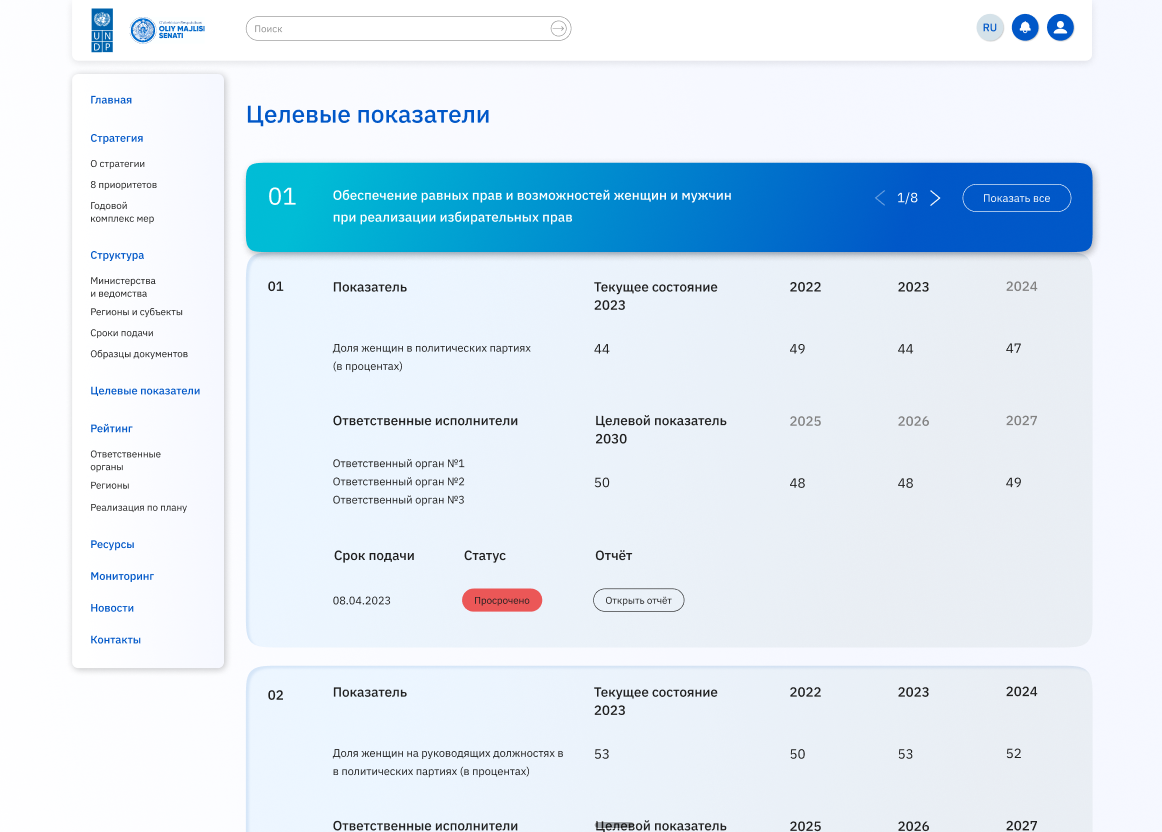 U N
D P
OLIY MAJLISI
SENATI
Поиск
RU
Главная
Стратегия
О стратегии
8 приоритетов
Годовой
комплекс мер
Структура
Министерства
и ведомства
Регионы и субъекты
Сроки подачи
Образцы документов
Целевые показатели
Рейтинг
Ответственные
органы
Регионы
Реализация по плану
Ресурсы
Мониторинг
Новости
Контакты
Целевые показатели
01
Обеспечение равных прав и возможностей женщин и мужчин
при реализации избирательных прав
1/8
Показать все
01 Показатель Текущее состояние 2022 2023 2024
2023
Доля женщин в политических партиях 44 49 44 47
(в процентах)
Ответственные исполнители Целевой показатель 2025 2026 2027
2030
Ответственный орган №1
Ответственный орган №2 50 48 48 49
Ответственный орган №3
Срок подачи Статус Отчёт
08.04.2023 Просрочено Открыть отчёт
02 Показатель Текущее состояние 2022 2023 2024
2023
Доля женщин на руководящих должностях в 53 50 53 52
в политических партиях (в процентах)
Ответственные исполнители Целевой показатель 2025 2026 2027